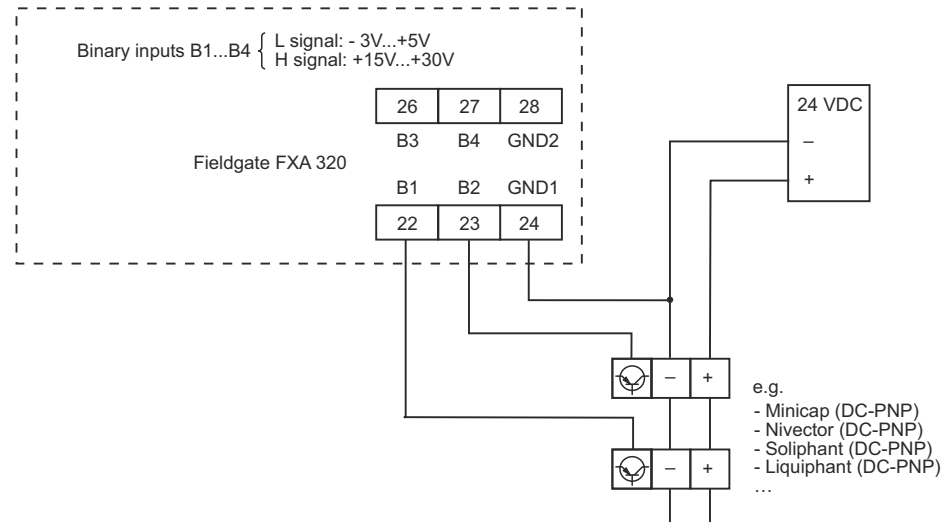 Binary inputs B1...B4 { L signal: - 3V...+5V
H signal: +15V...+30V
26 27 28
B3 B4 GND2
Fieldgate FXA 320
B1 B2 GND1
22 23 24
24 VDC
–
+
– +
e.g.
- Minicap (DC-PNP)
- Nivector (DC-PNP)
- Soliphant (DC-PNP)
- Liquiphant (DC-PNP)
…
– +